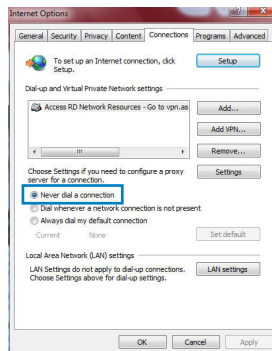 Internet Options
General Security Privacy Content Connections Programs Advanced
To set up an Internet connection, click
Setup.
Setup
Dial-up and Virtual Private Network settings
Access RD Network Resources - Go to vpn.as
Add...
Add VPN...
Remove...
Choose Settings if you need to configure a proxy
server for a connection.
Settings
Never dial a connection
Dial whenever a network connection is not present
Always dial my default connection
Current None
Set default
Local Area Network (LAN) settings
LAN Settings do not apply to dial-up connections.
Choose Settings above for dial-up settings.
LAN settings
OK Cancel Apply